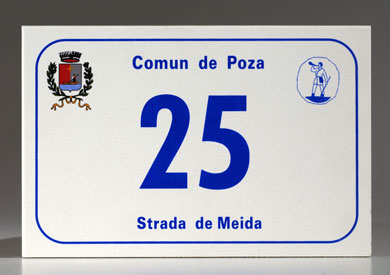 Comun de Poza
25
Strada de Meida